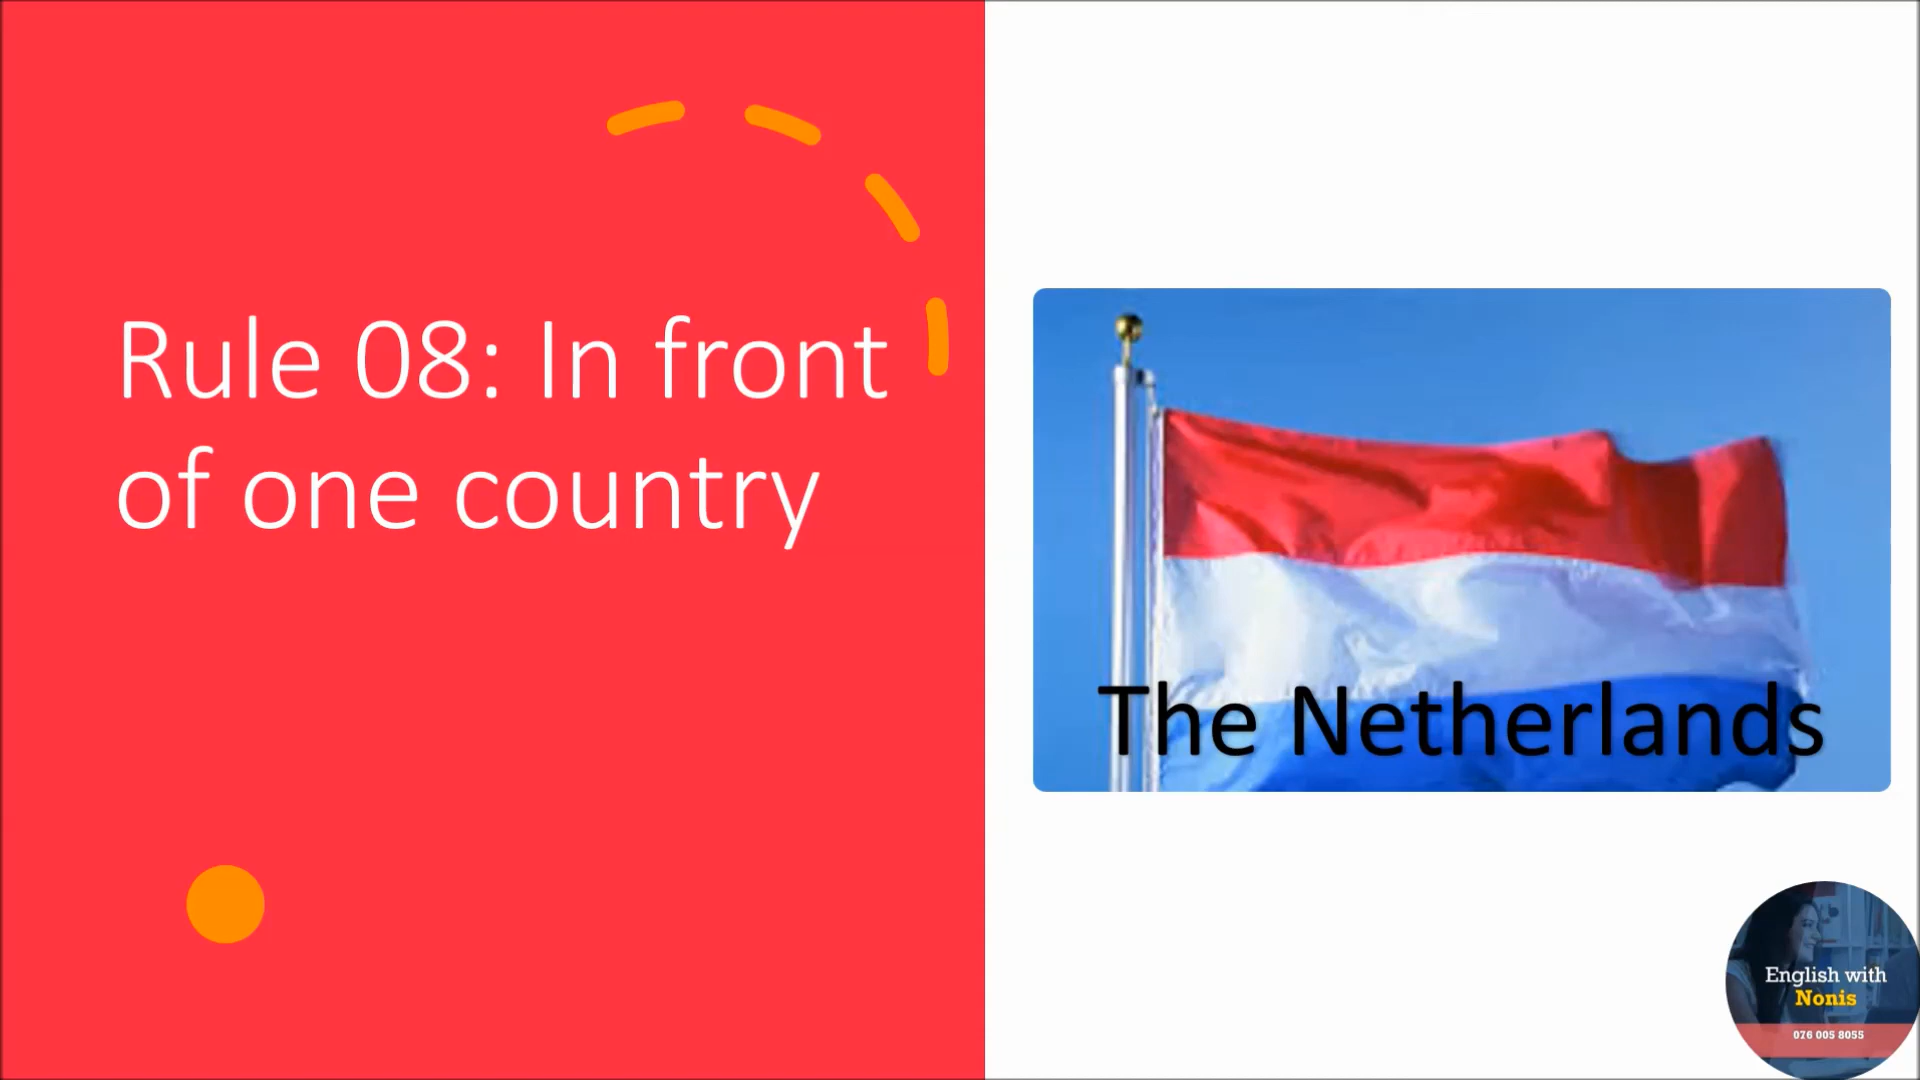 Rule 08: In front
of one country
The Netherlands
English with
Nonis
076 005 8055